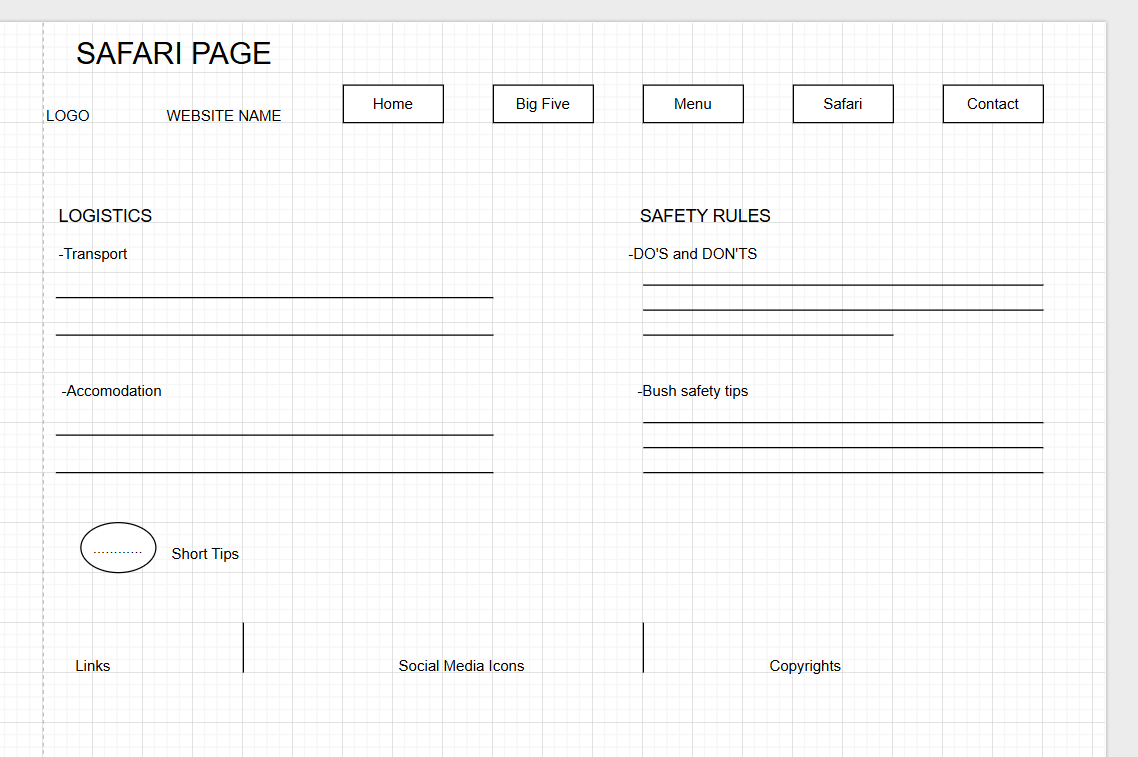 SAFARI PAGE
LOGO
WEBSITE NAME
Home
Big Five
Menu
Safari
Contact
LOGISTICS
-Transport
-Accomodation
SAFETY RULES
-DO'S and DON'TS
-Bush safety tips
............
Short Tips
Links
Social Media Icons
Copyrights